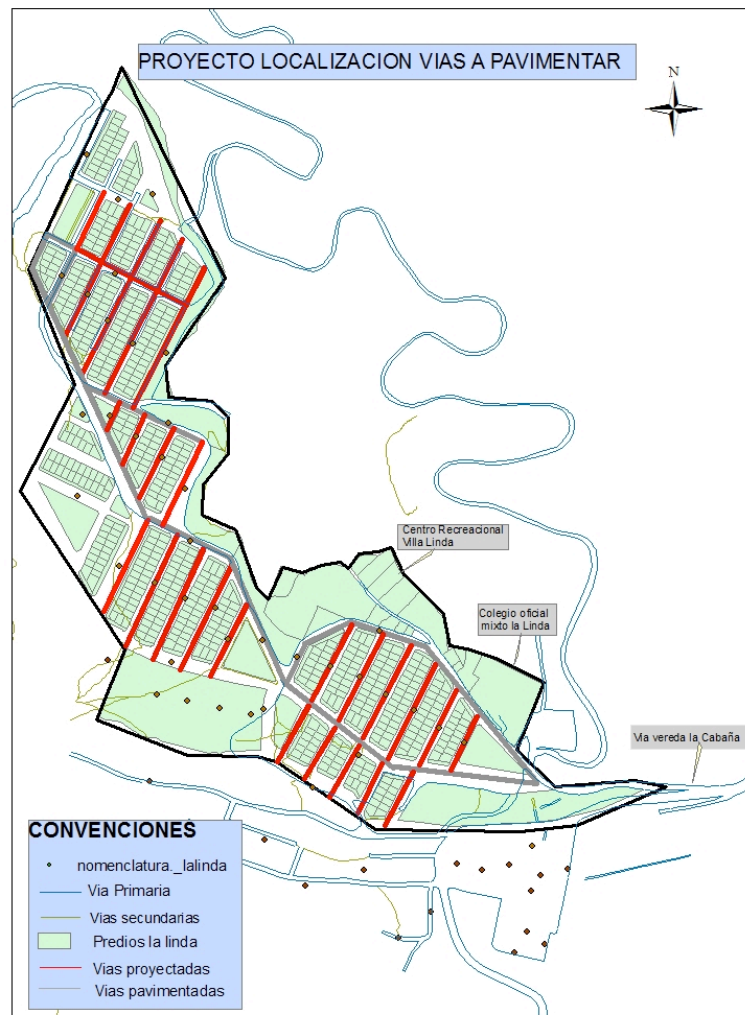 PROYECTO LOCALIZACION VIAS A PAVIMENTAR
N
Centro Recreacional
Villa Linda
Colegio oficial
mixto la Linda
Via vereda la Cabaña
CONVENCIONES
nomenclatura._lalinda
Via Primaria
Vias secundarias
Predios la linda
Vias proyectadas
Vias pavimentadas